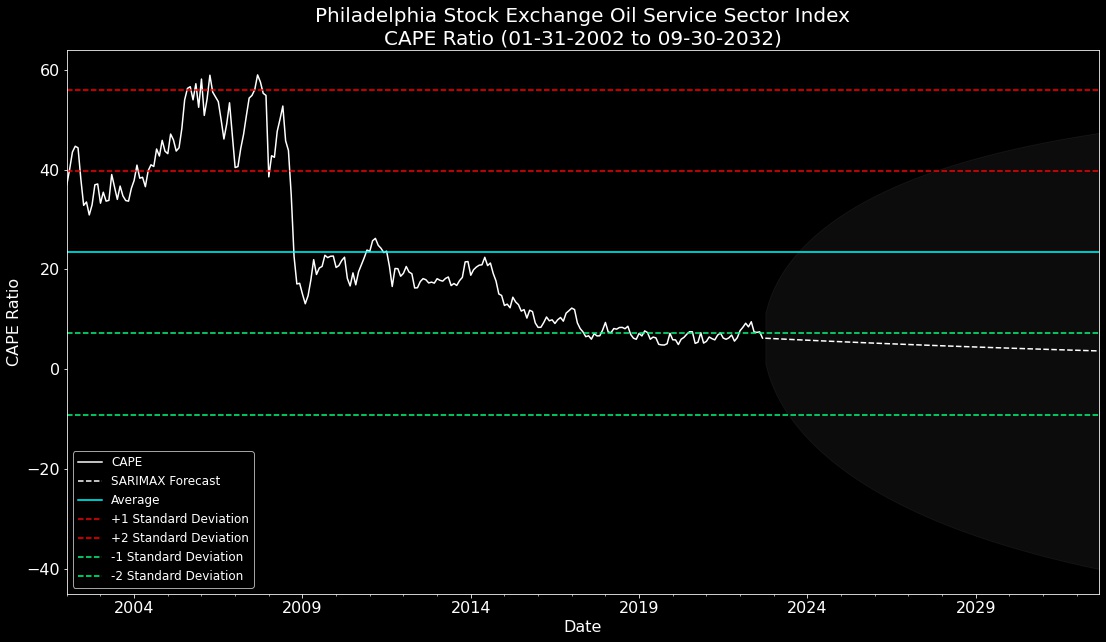 Philadelphia Stock Exchange Oil Service Sector Index
CAPE Ratio (01-31-2002 to 09-30-2032)
CAPE Ratio
60
40
20
0
−20
−40
CAPE
SARIMAX Forecast
Average
+1 Standard Deviation
+2 Standard Deviation
-1 Standard Deviation
-2 Standard Deviation
2004 2009 2014 2019 2024 2029
Date